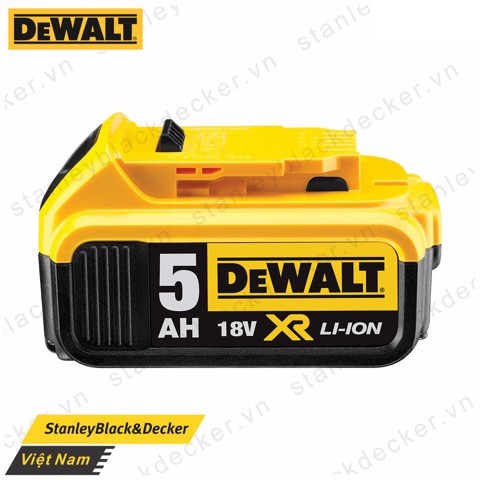 DEWALT
5
AH
DEWALT
18V XR LI-ION
StanleyBlack&Decker
Việt Nam
stanleyblackdecker.vn